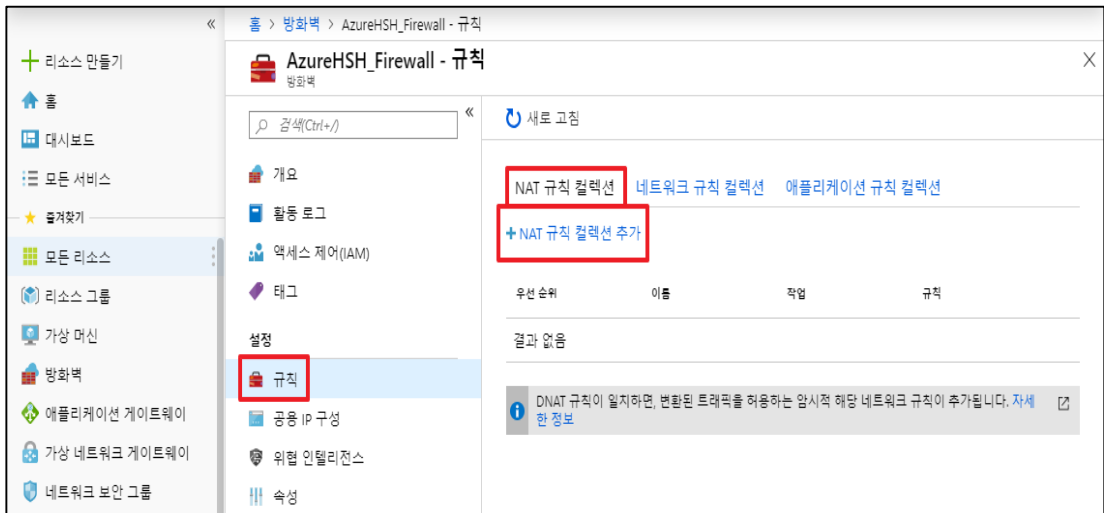 «
홈 > 방화벽 > AzureHSH_Firewall - 규칙
리소스 만들기
홈
대시보드
모든 서비스
즐겨찾기
모든 리소스
리소스 그룹
가상 머신
방화벽
애플리케이션 게이트웨이
가상 네트워크 게이트웨이
네트워크 보안 그룹
AzureHSH_Firewall - 규칙
방화벽
검색(Ctrl+/)
«
개요
활동 로그
액세스 제어(IAM)
태그
설정
규칙
공용 IP 구성
위협 인텔리전스
속성
새로 고침
NAT 규칙 컬렉션 네트워크 규칙 컬렉션 애플리케이션 규칙 컬렉션
+ NAT 규칙 컬렉션 추가
우선 순위 이름 작업 규칙
결과 없음
DNAT 규칙이 일치하면, 변환된 트래픽을 허용하는 암시적 해당 네트워크 규칙이 추가됩니다. 자세
한 정보